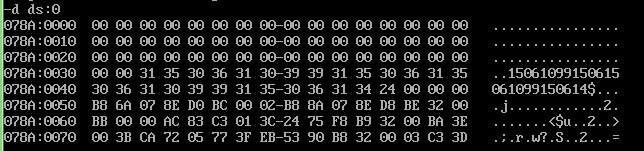 -d ds:0
078A:0000 00 00 00 00 00 00 00 00-00 00 00 00 00 00 00 00 ................
078A:0010 00 00 00 00 00 00 00 00-00 00 00 00 00 00 00 00 ................
078A:0020 00 00 00 00 00 00 00 00-00 00 00 00 00 00 00 00 ................
078A:0030 00 00 31 35 30 36 31 30-39 39 31 35 30 36 31 35 ..15061099150615
078A:0040 30 36 31 30 39 39 31 35-30 36 31 34 24 00 00 00 061099150614$...
078A:0050 B8 6A 07 8E D0 BC 00 02-B8 8A 07 8E D8 BE 32 00 .j............2.
078A:0060 BB 00 00 AC 83 C3 01 3C-24 75 F8 B9 32 00 BA 3E .......<$u..2..>
078A:0070 00 3B CA 72 05 77 3F EB-53 90 B8 32 00 03 C3 3D .;.r.w?.S..2...=